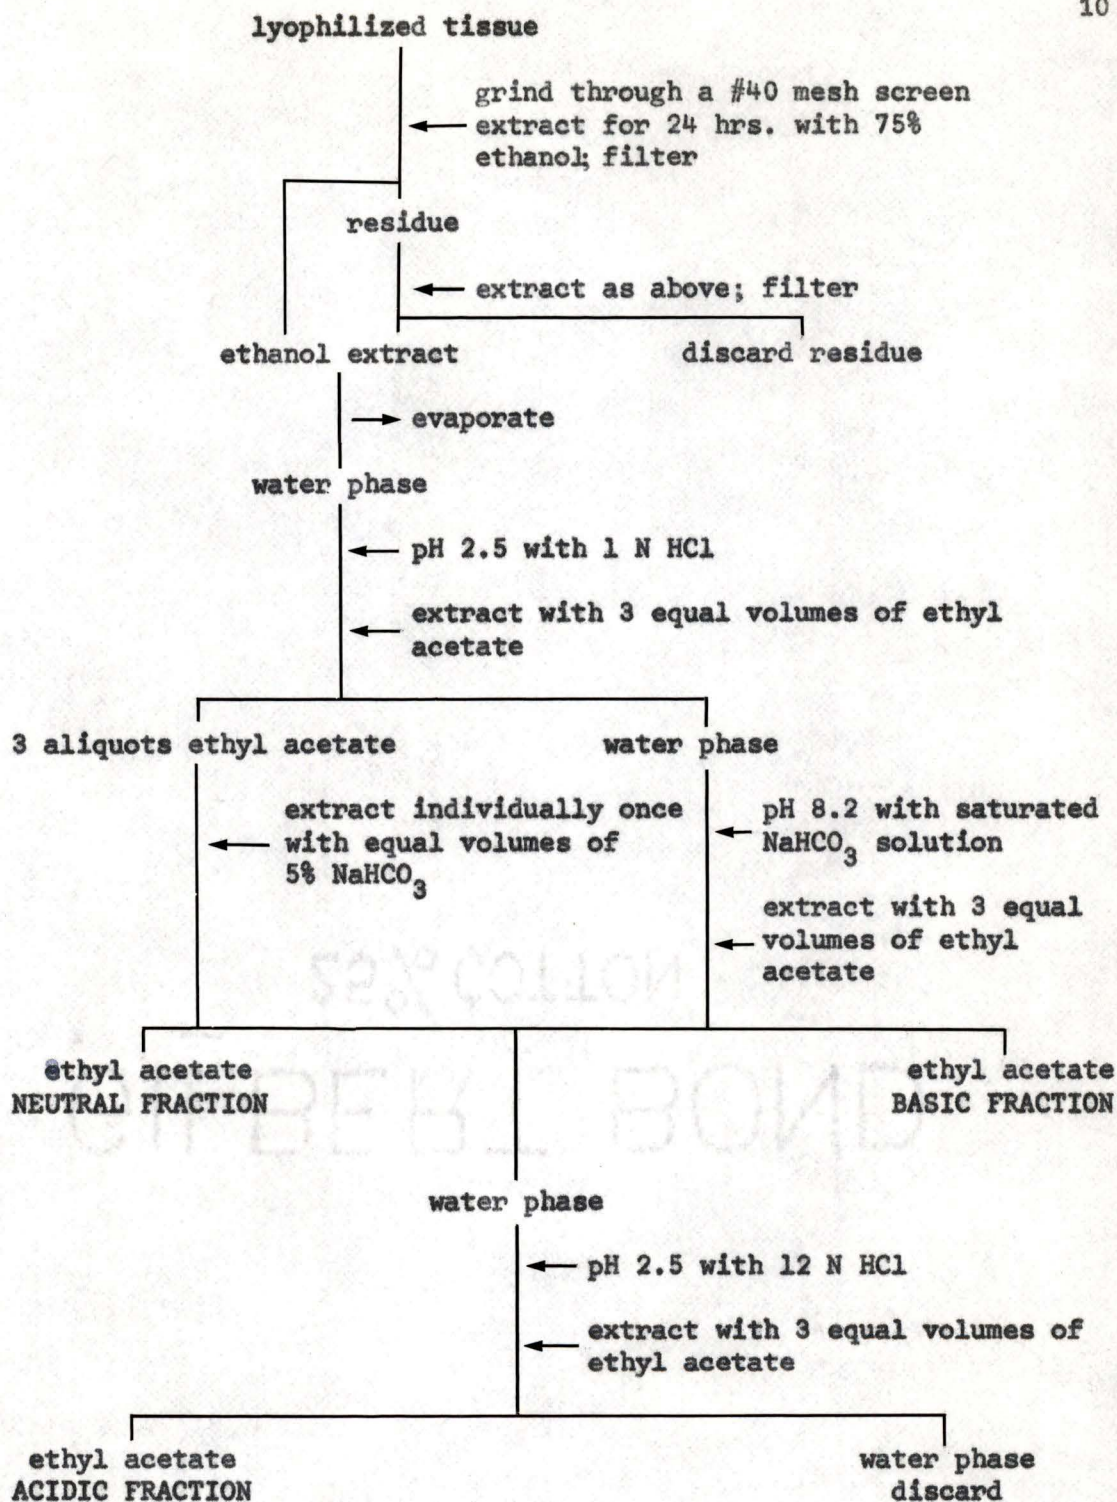 10
lyophilized tissue
grind through a #40 mesh screen
extract for 24 hrs. with 75%
ethanol; filter
residue
extract as above; filter
ethanol extract
discard residue
evaporate
water phase
pH 2.5 with 1 N HCl
extract with 3 equal volumes of ethyl
acetate
3 aliquots ethyl acetate
water phase
extract individually once
with equal volumes of
5% NaHCO3
pH 8.2 with saturated
NaHCO3 solution
extract with 3 equal
volumes of ethyl
acetate
25% COTTON
GILBERT BOND
ethyl acetate
NEUTRAL FRACTION
ethyl acetate
BASIC FRACTION
water phase
pH 2.5 with 12 N HCl
extract with 3 equal volumes of
ethyl acetate
ethyl acetate
ACIDIC FRACTION
water phase
discard